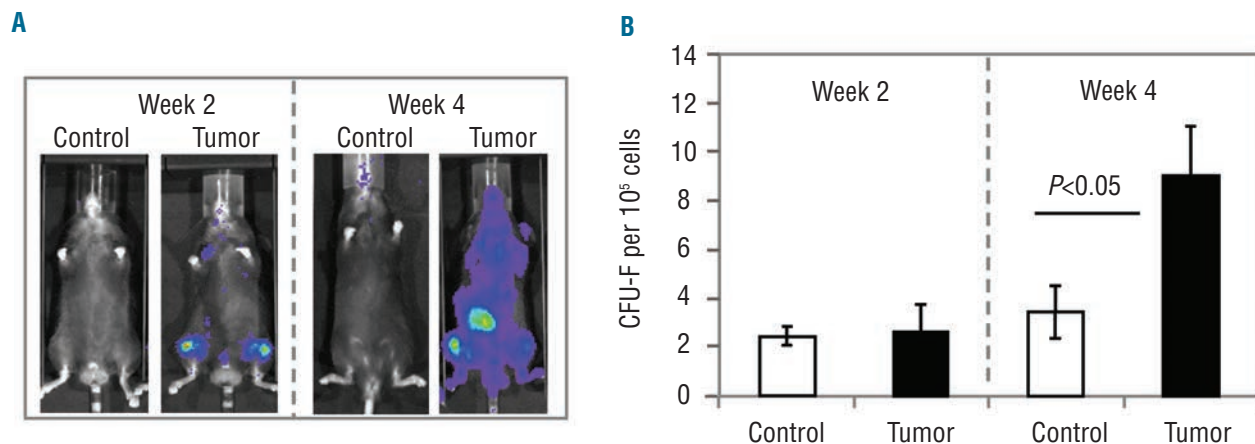 A
Week 2
Week 4
Control
Tumor
Control
Tumor
B
CFU-F per 10⁵ cells
14
12
10
8
6
4
2
0
Week 2
Week 4
P<0.05
Control
Tumor
Control
Tumor